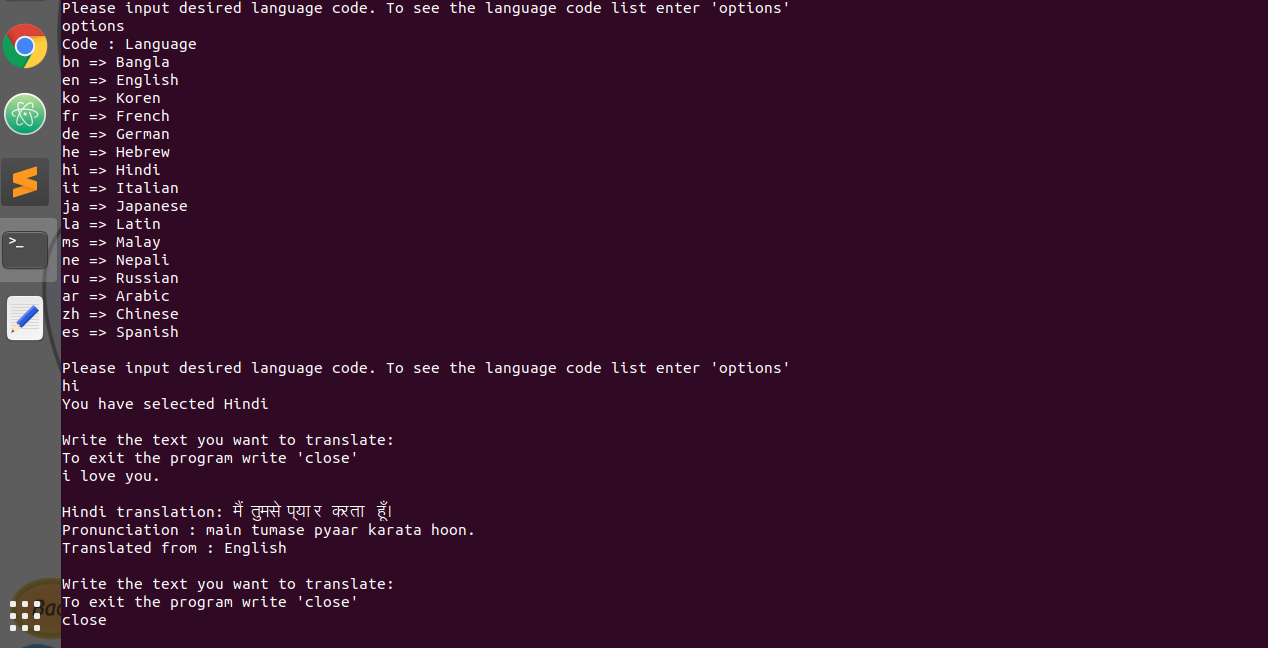 Please input desired language code. To see the language code list enter 'options'
options
Code : Language
bn => Bangla
en => English
ko => Koren
fr => French
de => German
he => Hebrew
hi => Hindi
it => Italian
ja => Japanese
la => Latin
ms => Malay
ne => Nepali
ru => Russian
ar => Arabic
zh => Chinese
es => Spanish
Please input desired language code. To see the language code list enter 'options'
hi
You have selected Hindi
Write the text you want to translate:
To exit the program write 'close'
i love you.
Hindi translation: मैं तुमसे प्यार करता हूँ।
Pronunciation : main tumase pyaar karata hoon.
Translated from : English
Write the text you want to translate:
To exit the program write 'close'
close
>_